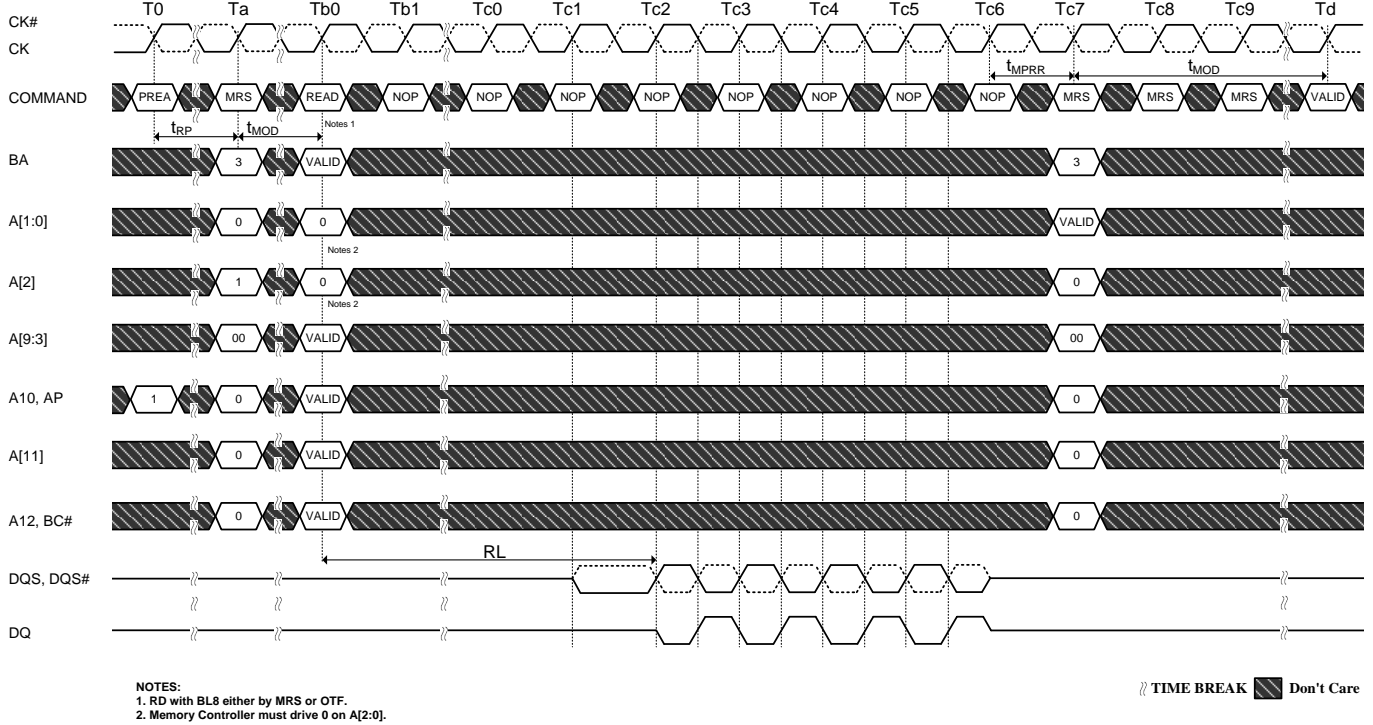 T0 Ta Tb0 Tb1 Tc0 Tc1 Tc2 Tc3 Tc4 Tc5 Tc6 Tc7 Tc8 Tc9 Td
CK#
CK
tMPRR tMOD
COMMAND PREA MRS READ NOP NOP NOP NOP NOP NOP NOP NOP MRS MRS MRS VALID
tRP tMOD Notes 1
BA 3 VALID 3
A[1:0] 0 0 VALID
Notes 2
A[2] 1 0 0
Notes 2
A[9:3] 00 VALID 00
A10, AP 1 0 VALID 0
A[11] 0 VALID 0
A12, BC# 0 VALID 0
RL
DQS, DQS#
DQ
NOTES:
1. RD with BL8 either by MRS or OTF.
2. Memory Controller must drive 0 on A[2:0].
TIME BREAK Don't Care